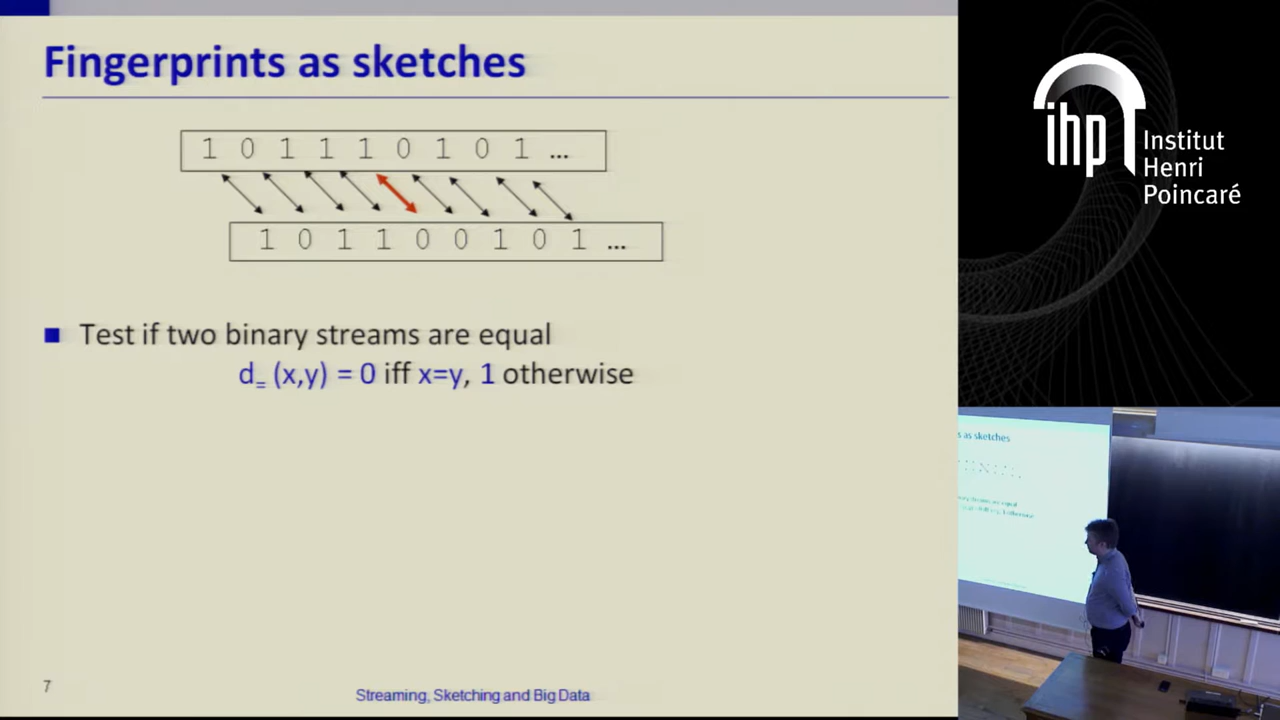 Fingerprints as sketches
1 0 1 1 1 0 1 0 1 ...
1 0 1 1 0 0 1 0 1 ...
Test if two binary streams are equal
d= (x,y) = 0 iff x=y, 1 otherwise
7
Streaming, Sketching and Big Data
ihp
Institut
Henri
Poincaré
s as sketches